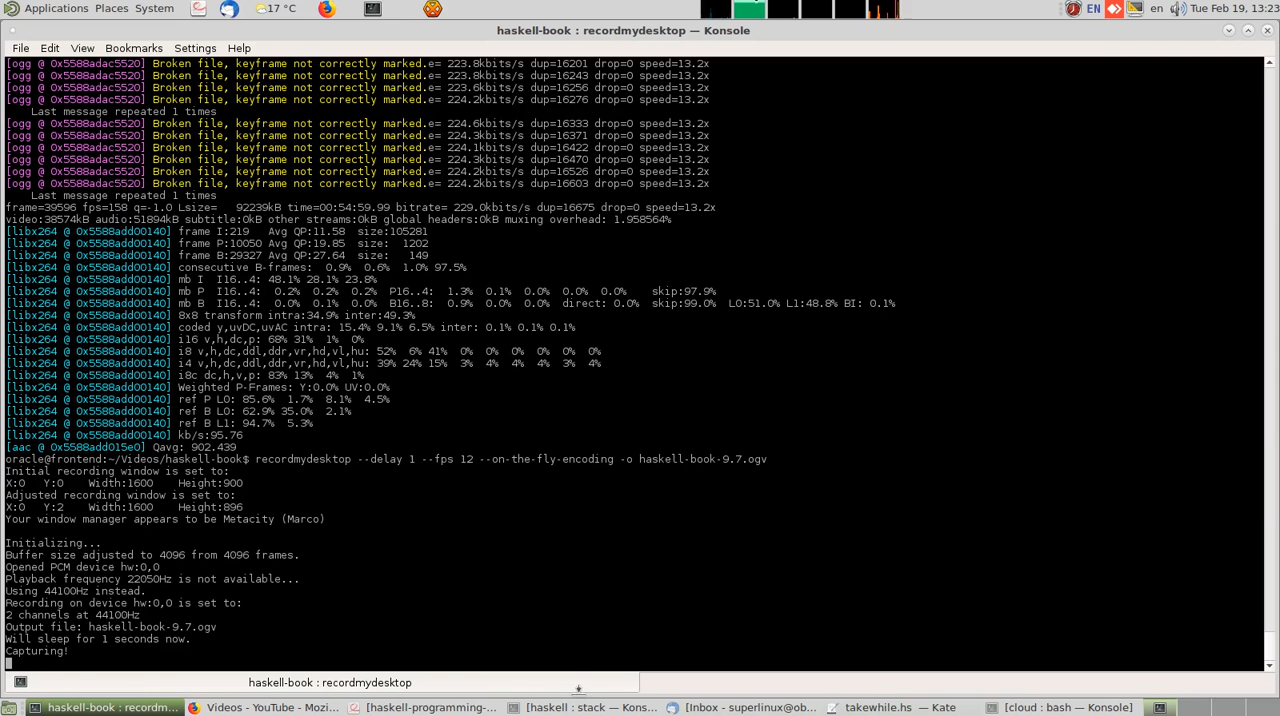 Applications Places System 17 °C EN en Tue Feb 19, 13:23
haskell-book : recordmydesktop — Konsole
File Edit View Bookmarks Settings Help
[ogg @ 0x5588adac5520] Broken file, keyframe not correctly marked.e= 223.8kbits/s dup=16201 drop=0 speed=13.2x
[ogg @ 0x5588adac5520] Broken file, keyframe not correctly marked.e= 223.8kbits/s dup=16243 drop=0 speed=13.2x
[ogg @ 0x5588adac5520] Broken file, keyframe not correctly marked.e= 223.6kbits/s dup=16256 drop=0 speed=13.2x
[ogg @ 0x5588adac5520] Broken file, keyframe not correctly marked.e= 224.2kbits/s dup=16276 drop=0 speed=13.2x
    Last message repeated 1 times
[ogg @ 0x5588adac5520] Broken file, keyframe not correctly marked.e= 224.6kbits/s dup=16333 drop=0 speed=13.2x
[ogg @ 0x5588adac5520] Broken file, keyframe not correctly marked.e= 224.3kbits/s dup=16371 drop=0 speed=13.2x
[ogg @ 0x5588adac5520] Broken file, keyframe not correctly marked.e= 224.1kbits/s dup=16422 drop=0 speed=13.2x
[ogg @ 0x5588adac5520] Broken file, keyframe not correctly marked.e= 224.3kbits/s dup=16470 drop=0 speed=13.2x
[ogg @ 0x5588adac5520] Broken file, keyframe not correctly marked.e= 224.2kbits/s dup=16526 drop=0 speed=13.2x
[ogg @ 0x5588adac5520] Broken file, keyframe not correctly marked.e= 224.2kbits/s dup=16603 drop=0 speed=13.2x
    Last message repeated 1 times
frame=39596 fps=158 q=-1.0 Lsize=   92239kB time=00:54:59.99 bitrate= 229.0kbits/s dup=16675 drop=0 speed=13.2x
video:38574kB audio:51894kB subtitle:0kB other streams:0kB global headers:0kB muxing overhead: 1.958564%
[libx264 @ 0x5588add00140] frame I:219   Avg QP:11.58  size:105281
[libx264 @ 0x5588add00140] frame P:10050 Avg QP:19.85  size:  1202
[libx264 @ 0x5588add00140] frame B:29327 Avg QP:27.64  size:   149
[libx264 @ 0x5588add00140] consecutive B-frames:  0.9%  0.6%  1.0% 97.5%
[libx264 @ 0x5588add00140] mb I  I16..4: 48.1% 28.1% 23.8%
[libx264 @ 0x5588add00140] mb P  I16..4:  0.2%  0.2%  0.2%  P16..4:  1.3%  0.1%  0.0%  0.0%  0.0%    skip:97.9%
[libx264 @ 0x5588add00140] mb B  I16..4:  0.0%  0.1%  0.0%  B16..8:  0.9%  0.0%  0.0%  direct: 0.0%  skip:99.0%  L0:51.0% L1:48.8% BI: 0.1%
[libx264 @ 0x5588add00140] 8x8 transform intra:34.9% inter:49.3%
[libx264 @ 0x5588add00140] coded y,uvDC,uvAC intra: 15.4% 9.1% 6.5% inter: 0.1% 0.1% 0.1%
[libx264 @ 0x5588add00140] i16 v,h,dc,p: 68% 31%  1%  0%
[libx264 @ 0x5588add00140] i8 v,h,dc,ddl,ddr,vr,hd,vl,hu: 52%  6% 41%  0%  0%  0%  0%  0%  0%
[libx264 @ 0x5588add00140] i4 v,h,dc,ddl,ddr,vr,hd,vl,hu: 39% 24% 15%  3%  4%  4%  4%  3%  4%
[libx264 @ 0x5588add00140] i8c dc,h,v,p: 83% 13%  4%  1%
[libx264 @ 0x5588add00140] Weighted P-Frames: Y:0.0% UV:0.0%
[libx264 @ 0x5588add00140] ref P L0: 85.6%  1.7%  8.1%  4.5%
[libx264 @ 0x5588add00140] ref B L0: 62.9% 35.0%  2.1%
[libx264 @ 0x5588add00140] ref B L1: 94.7%  5.3%
[libx264 @ 0x5588add00140] kb/s:95.76
[aac @ 0x5588add015e0] Qavg: 902.439
oracle@frontend:~/Videos/haskell-book$ recordmydesktop --delay 1 --fps 12 --on-the-fly-encoding -o haskell-book-9.7.ogv
Initial recording window is set to:
X:0   Y:0    Width:1600    Height:900
Adjusted recording window is set to:
X:0   Y:2    Width:1600    Height:896
Your window manager appears to be Metacity (Marco)
Initializing...
Buffer size adjusted to 4096 from 4096 frames.
Opened PCM device hw:0,0
Playback frequency 22050Hz is not available...
Using 44100Hz instead.
Recording on device hw:0,0 is set to:
2 channels at 44100Hz
Output file: haskell-book-9.7.ogv
Will sleep for 1 seconds now.
Capturing!
haskell-book : recordmydesktop
haskell-book : recordm... Videos - YouTube - Mozi... [haskell-programming-... [haskell : stack — Kons... [Inbox - superlinux@ob... takewhile.hs — Kate [cloud : bash — Konsole]